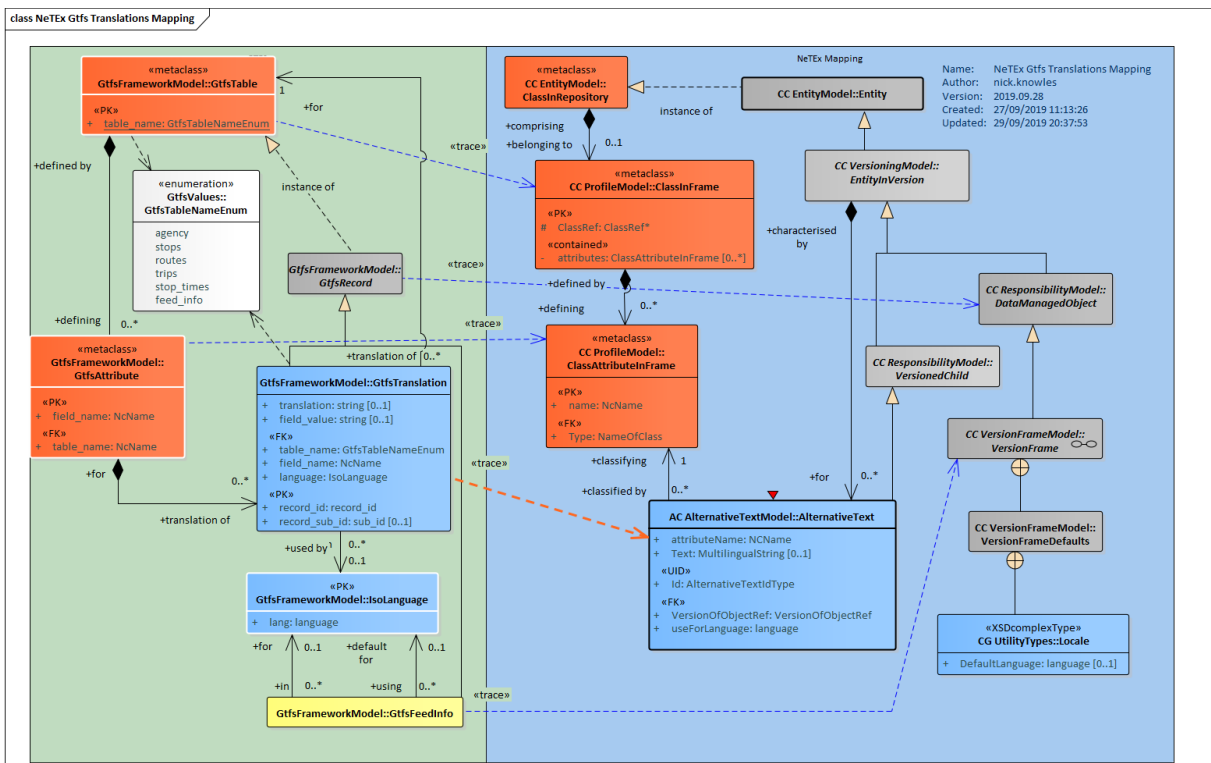 class NeTEx Gtfs Translations Mapping
«metaclass»
GtfsFrameworkModel::GtfsTable
«PK»
+ table_name: GtfsTableNameEnum
1
+for
+defined by
«enumeration»
GtfsValues::
GtfsTableNameEnum
agency
stops
routes
trips
stop_times
feed_info
instance of
GtfsFrameworkModel::
GtfsRecord
+defining
0..*
«metaclass»
GtfsFrameworkModel::
GtfsAttribute
«PK»
+ field_name: NcName
«FK»
+ table_name: NcName
+for
0..*
+translation of
+translation of
0..*
GtfsFrameworkModel::GtfsTranslation
+ translation: string [0..1]
+ field_value: string [0..1]
«FK»
+ table_name: GtfsTableNameEnum
+ field_name: NcName
+ language: IsoLanguage
«PK»
+ record_id: record_id
+ record_sub_id: sub_id [0..1]
+used by
0..*
0..1
«PK»
GtfsFrameworkModel::IsoLanguage
+ lang: language
+for
0..1
+default
for
0..1
+in
0..*
+using
0..*
GtfsFrameworkModel::GtfsFeedInfo
«trace»
«trace»
«trace»
«trace»
«trace»
NeTEx Mapping
«metaclass»
CC EntityModel::
ClassInRepository
instance of
CC EntityModel::Entity
Name: NeTEx Gtfs Translations Mapping
Author: nick.knowles
Version: 2019.09.28
Created: 27/09/2019 11:13:26
Updated: 29/09/2019 20:37:53
+comprising
+belonging to
0..1
«metaclass»
CC ProfileModel::ClassInFrame
«PK»
# ClassRef: ClassRef*
«contained»
- attributes: ClassAttributeInFrame [0..*]
+defined by
+defining
0..*
«metaclass»
CC ProfileModel::
ClassAttributeInFrame
«PK»
+ name: NcName
«FK»
+ Type: NameOfClass
+classifying
1
+classified by
0..*
CC VersioningModel::
EntityInVersion
+characterised
by
+for
0..*
CC ResponsibilityModel::
DataManagedObject
CC ResponsibilityModel::
VersionedChild
CC VersionFrameModel::
VersionFrame
CC VersionFrameModel::
VersionFrameDefaults
«XSDcomplexType»
CG UtilityTypes::Locale
+ DefaultLanguage: language [0..1]
AC AlternativeTextModel::AlternativeText
+ attributeName: NCName
+ Text: MultilingualString [0..1]
«UID»
+ Id: AlternativeTextIdType
«FK»
+ VersionOfObjectRef: VersionOfObjectRef
+ useForLanguage: language